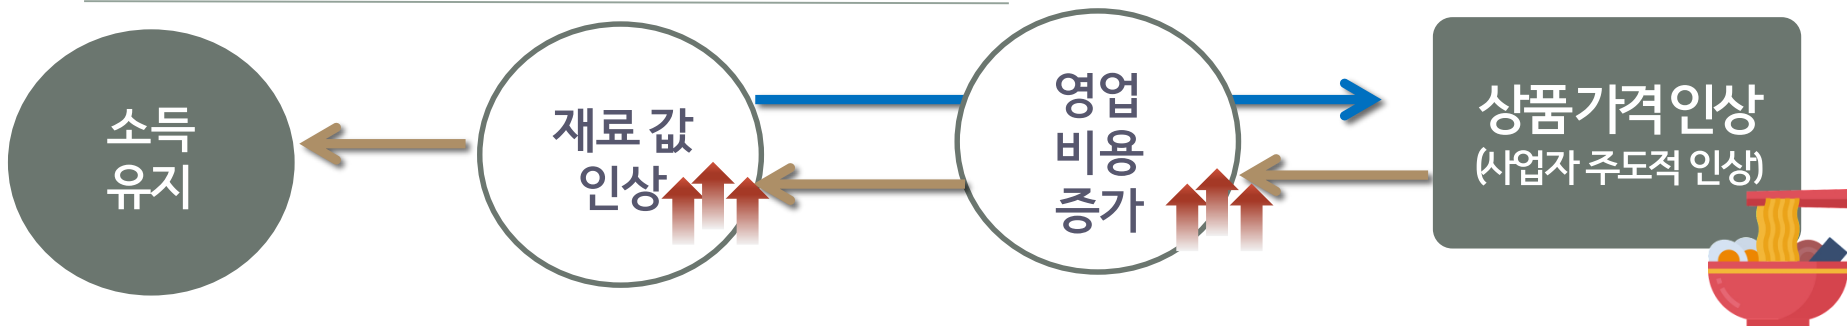 소득
유지
재료 값
인상
영업
비용
증가
상품 가격 인상
(사업자 주도적 인상)